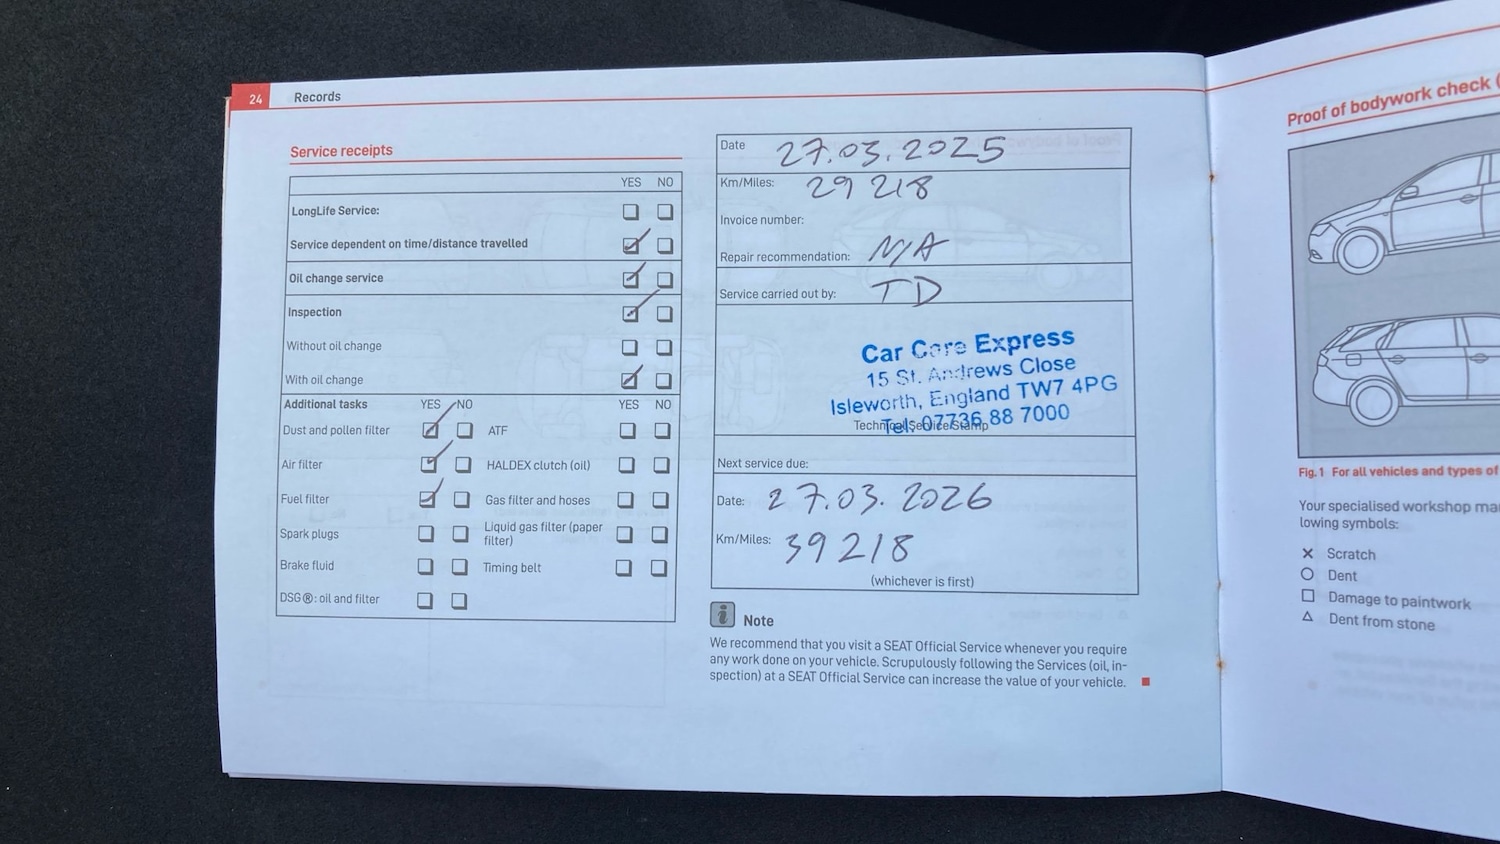 24 Records
Service receipts
YES NO
LongLife Service:
Service dependent on time/distance travelled
Oil change service
Inspection
Without oil change
With oil change
Additional tasks YES NO YES NO
Dust and pollen filter ATF
Air filter HALDEX clutch (oil)
Fuel filter Gas filter and hoses
Spark plugs Liquid gas filter (paper
filter)
Brake fluid Timing belt
DSG®: oil and filter
Date 27.03.2025
Km/Miles: 29 218
Invoice number:
Repair recommendation: N/A
Service carried out by: TD
Car Care Express
15 St. Andrews Close
Isleworth, England TW7 4PG
Tel: 07736 88 7000
Technical Service Stamp
Next service due:
Date: 27.03.2026
Km/Miles: 39218
(whichever is first)
i Note
We recommend that you visit a SEAT Official Service whenever you require
any work done on your vehicle. Scrupulously following the Services (oil, in-
spection) at a SEAT Official Service can increase the value of your vehicle.
Proof of bodywork check (
Fig. 1 For all vehicles and types of
Your specialised workshop ma
lowing symbols:
Scratch
Dent
Damage to paintwork
Dent from stone